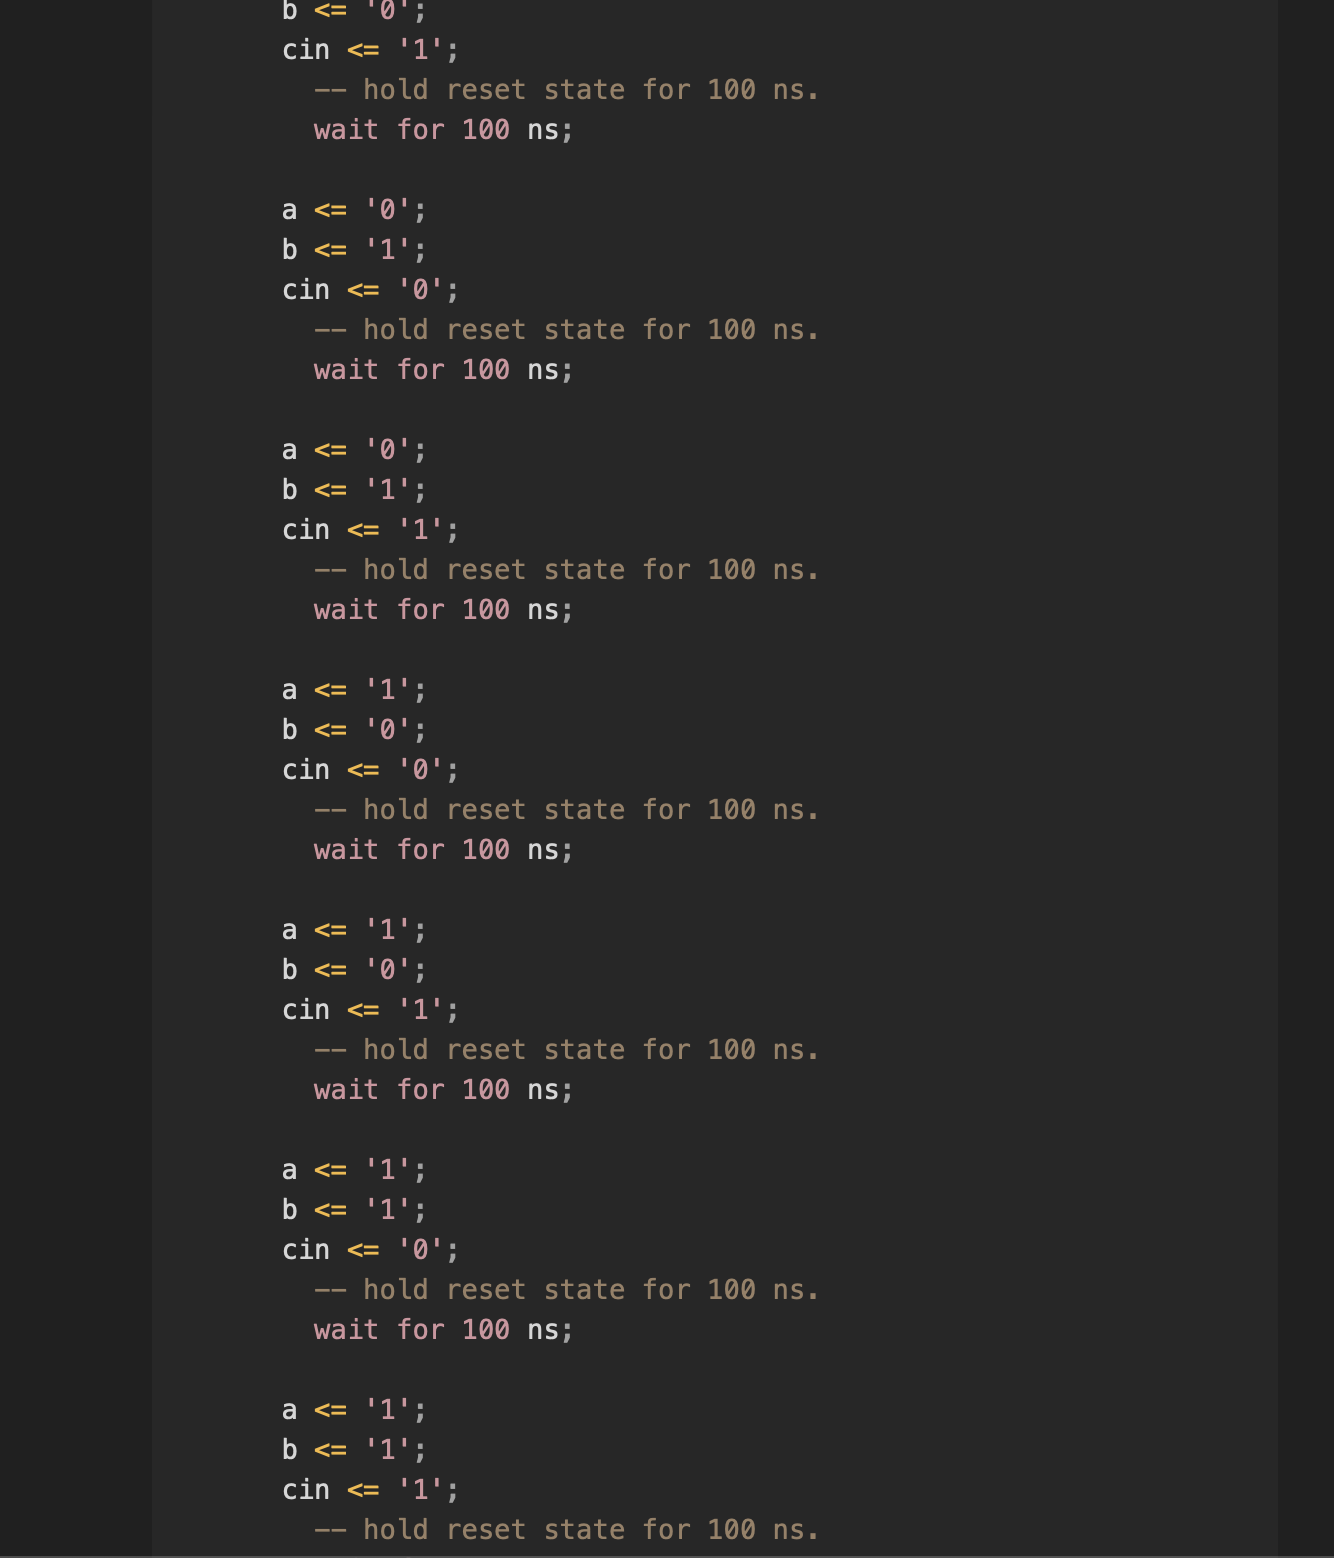 b <= '0';
cin <= '1';
-- hold reset state for 100 ns.
wait for 100 ns;
a <= '0';
b <= '1';
cin <= '0';
-- hold reset state for 100 ns.
wait for 100 ns;
a <= '0';
b <= '1';
cin <= '1';
-- hold reset state for 100 ns.
wait for 100 ns;
a <= '1';
b <= '0';
cin <= '0';
-- hold reset state for 100 ns.
wait for 100 ns;
a <= '1';
b <= '0';
cin <= '1';
-- hold reset state for 100 ns.
wait for 100 ns;
a <= '1';
b <= '1';
cin <= '0';
-- hold reset state for 100 ns.
wait for 100 ns;
a <= '1';
b <= '1';
cin <= '1';
-- hold reset state for 100 ns.